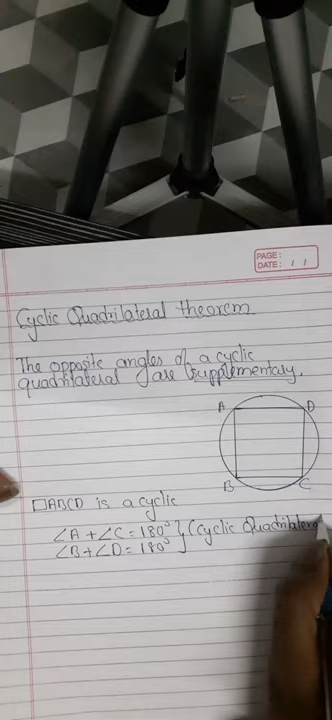 PAGE:
DATE: / /
Cyclic Quadrilateral theorem
The opposite angles of a cyclic
quadrilateral are supplementary.
A D
B C
□ABCD is a cyclic
∠A + ∠C = 180° } (Cyclic Quadrilatera
∠B + ∠D = 180°